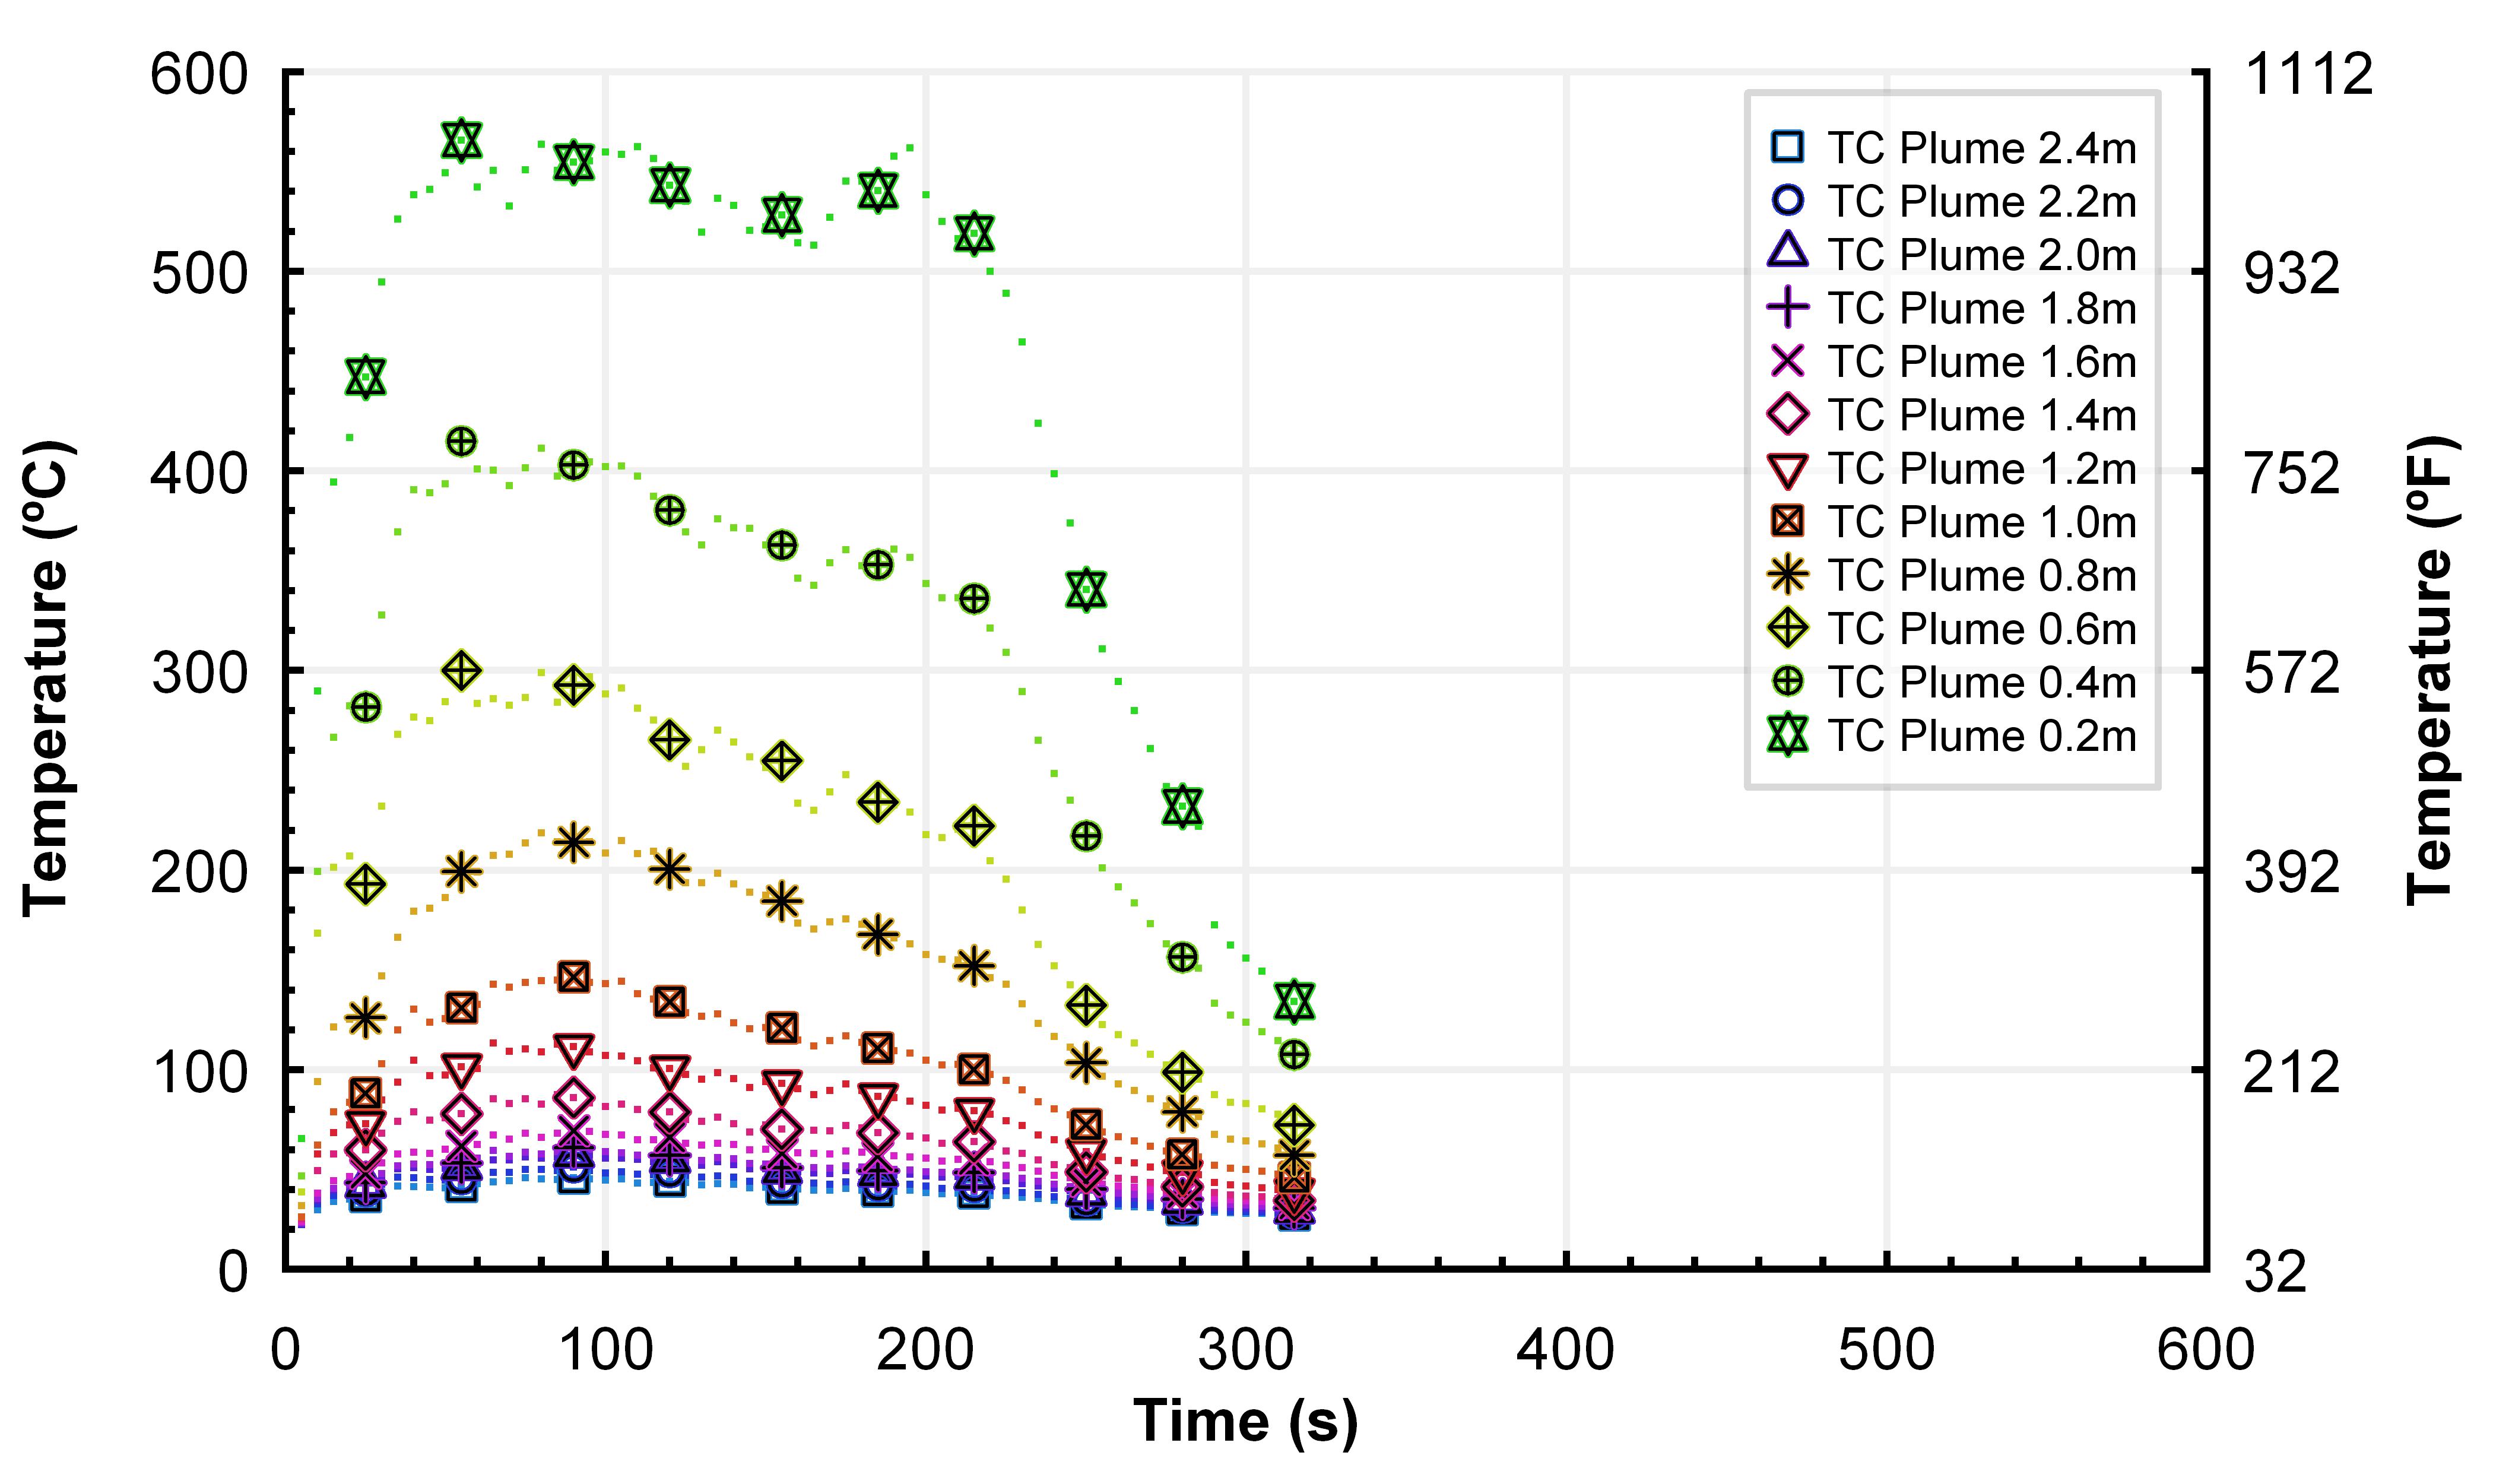 600
500
400
300
200
100
0
Temperature (ºC)
1112
932
752
572
392
212
32
Temperature (ºF)
TC Plume 2.4m
TC Plume 2.2m
TC Plume 2.0m
TC Plume 1.8m
TC Plume 1.6m
TC Plume 1.4m
TC Plume 1.2m
TC Plume 1.0m
TC Plume 0.8m
TC Plume 0.6m
TC Plume 0.4m
TC Plume 0.2m
0 100 200 300 400 500 600
Time (s)